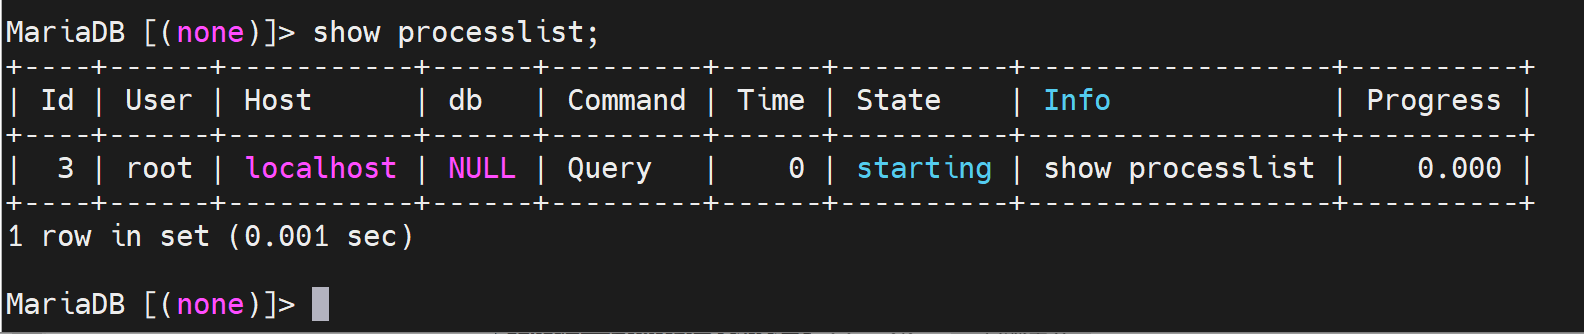 MariaDB [(none)]> show processlist;
+----+------+-----------+------+---------+------+----------+------------------+----------+
| Id | User | Host      | db   | Command | Time | State    | Info             | Progress |
+----+------+-----------+------+---------+------+----------+------------------+----------+
|  3 | root | localhost | NULL | Query   |    0 | starting | show processlist |    0.000 |
+----+------+-----------+------+---------+------+----------+------------------+----------+
1 row in set (0.001 sec)
MariaDB [(none)]>